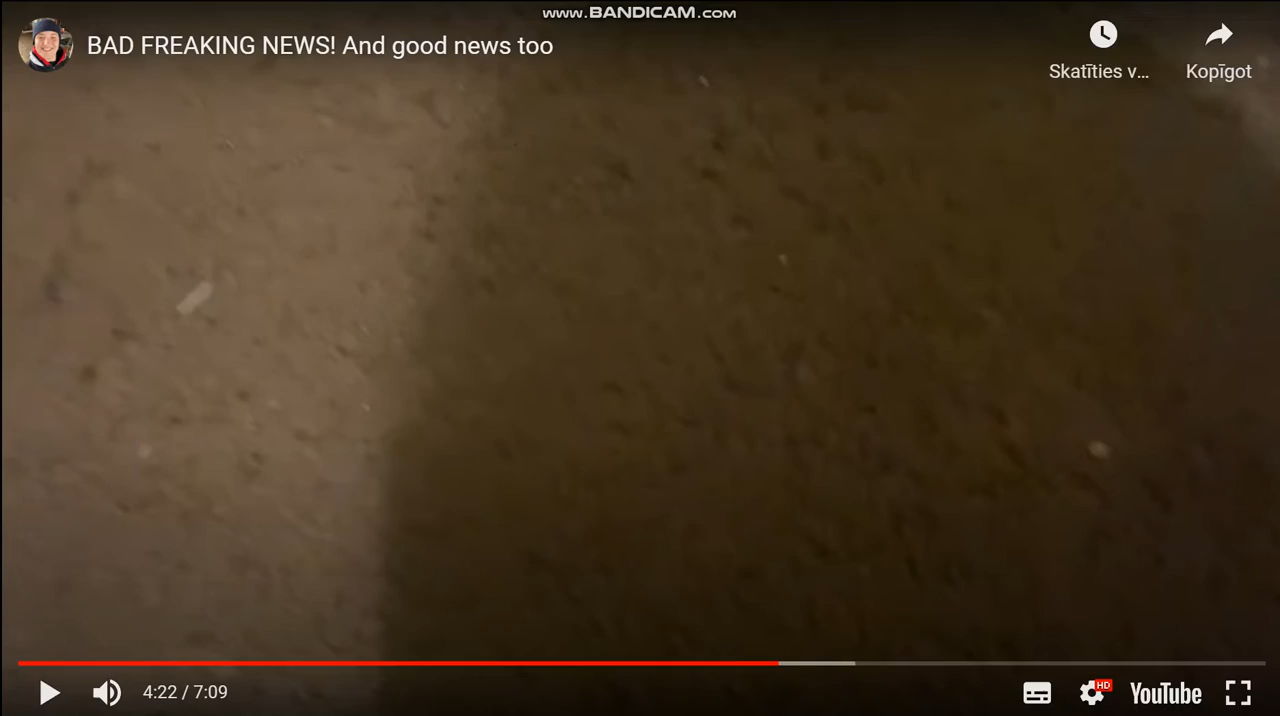 www.BANDICAM.com
BAD FREAKING NEWS! And good news too
Skatīties v...
Kopīgot
4:22 / 7:09
HD
YouTube